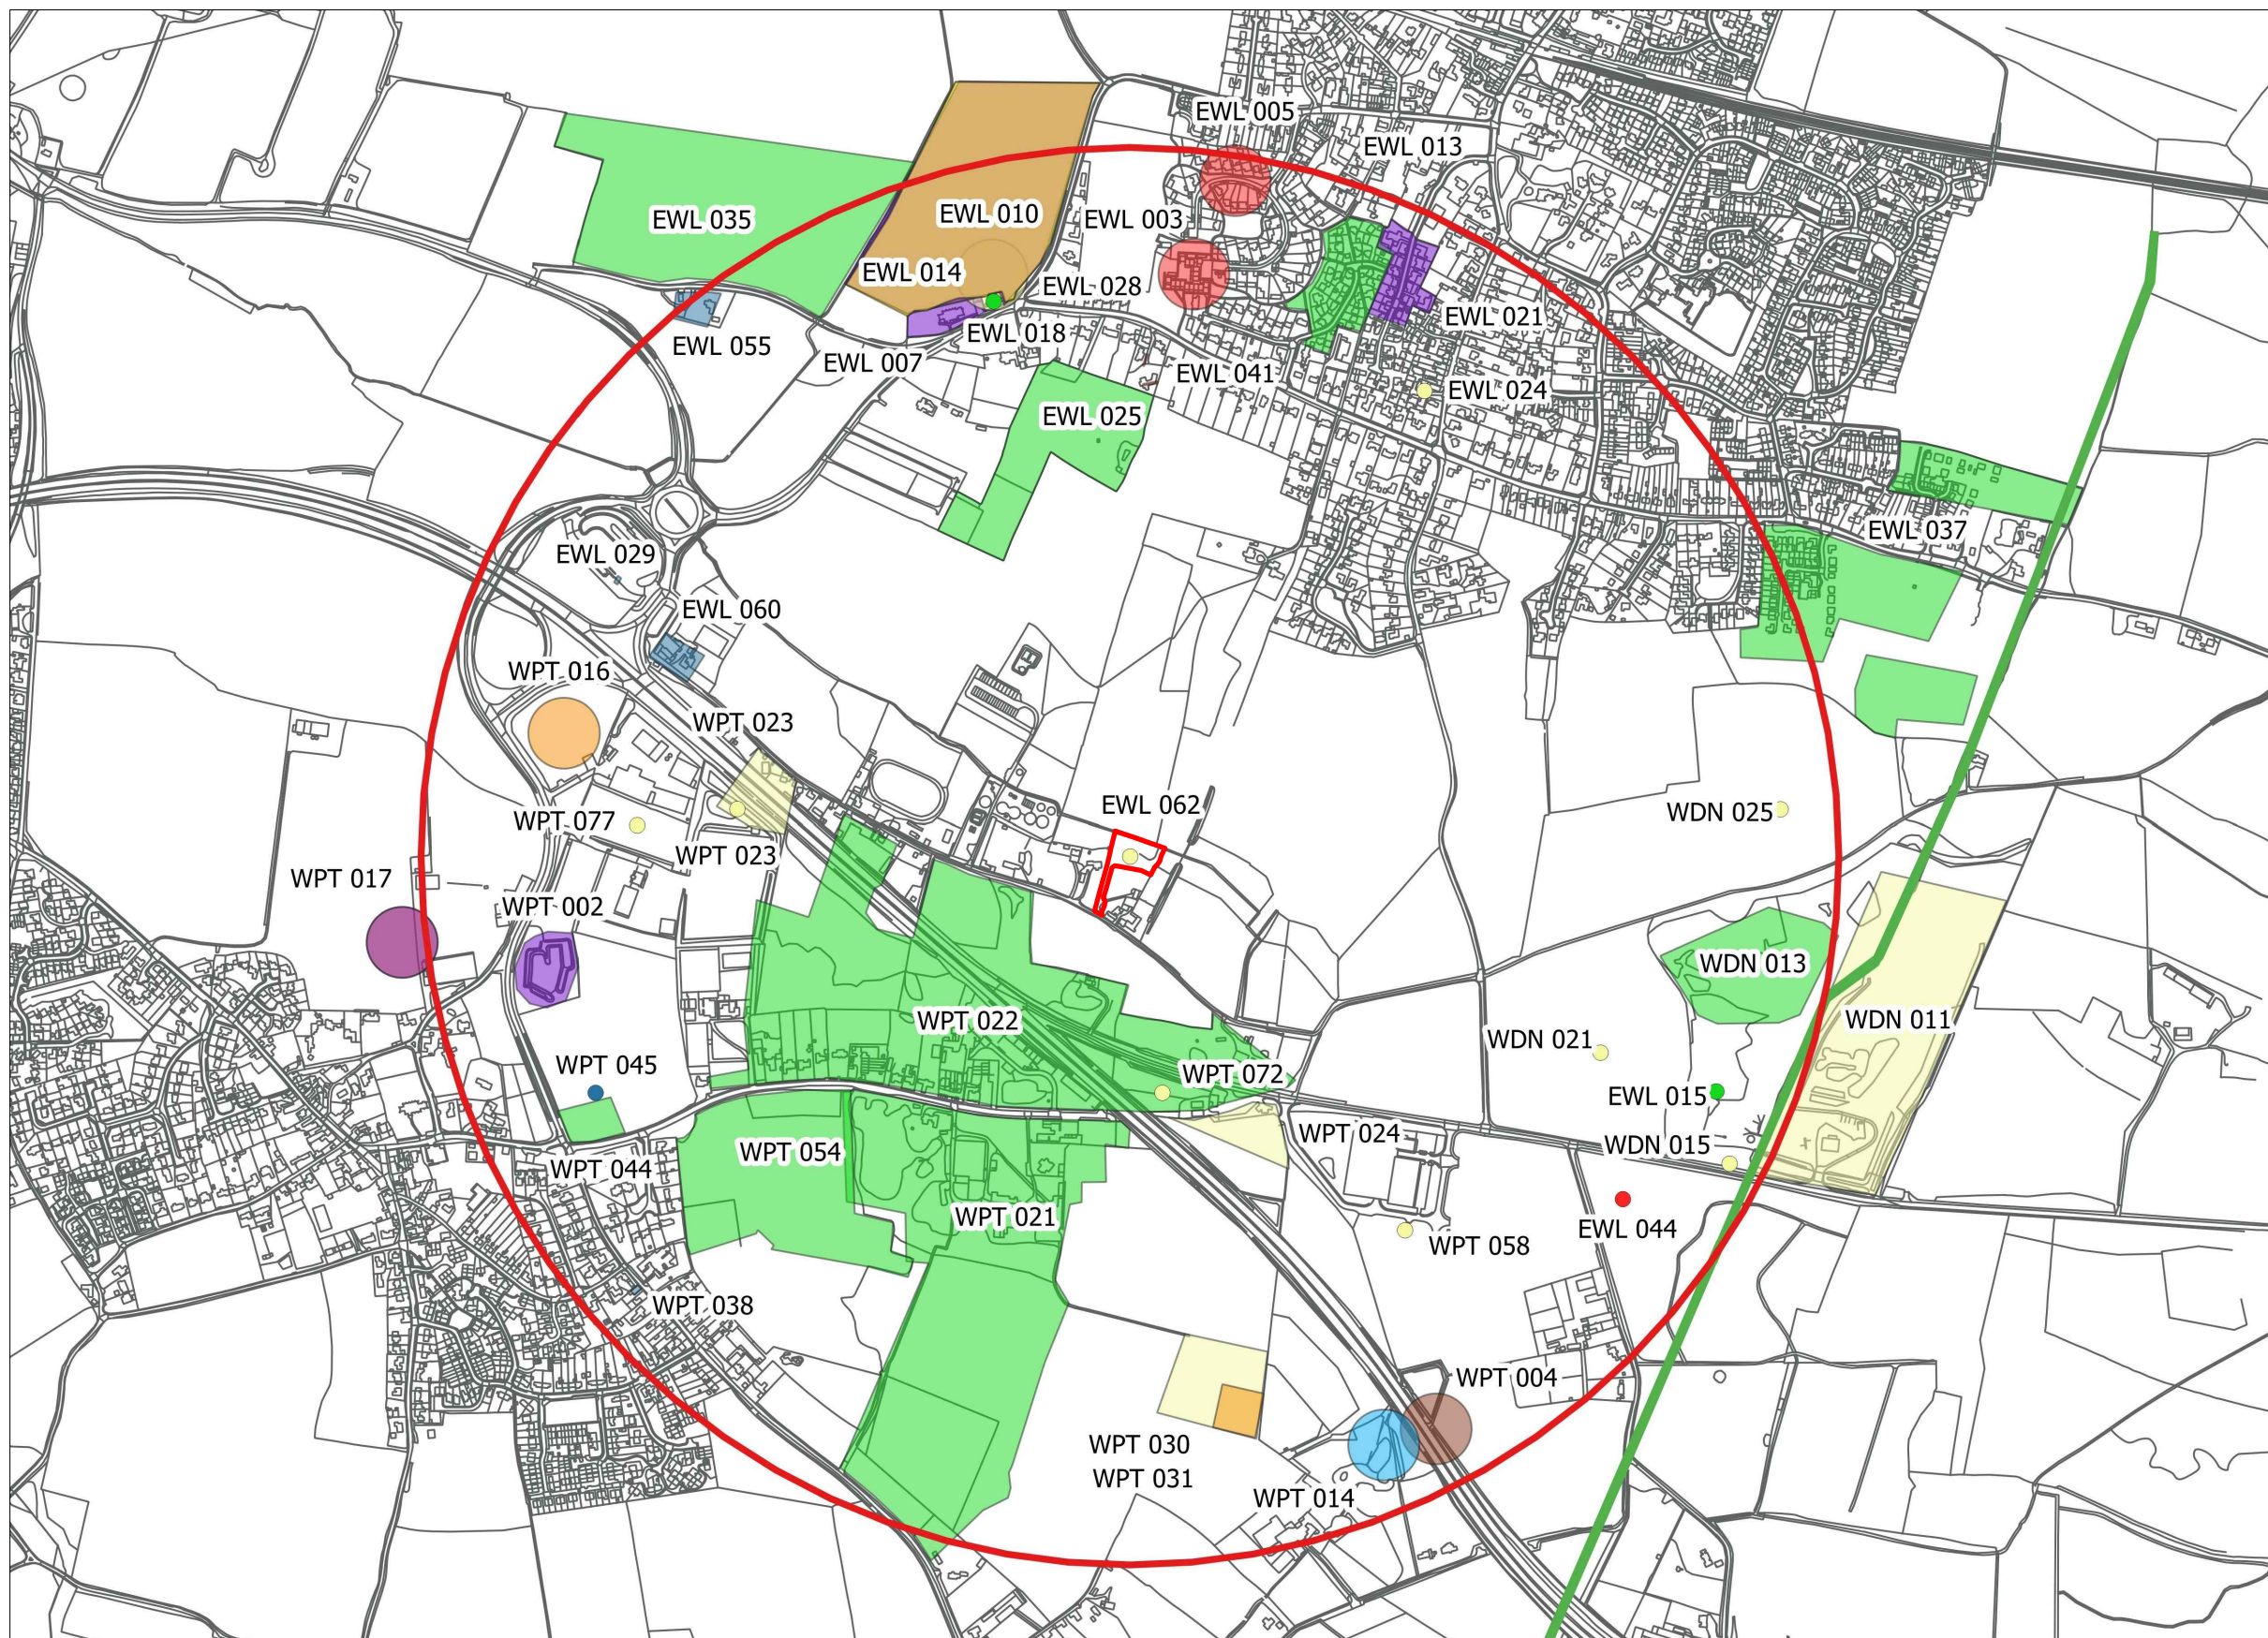 EWL 005
EWL 013
EWL 035
EWL 010
EWL 003
EWL 014
EWL 028
EWL 018
EWL 021
EWL 055
EWL 007
EWL 041
EWL 024
EWL 025
EWL 037
EWL 029
EWL 060
WPT 016
WPT 023
EWL 062
WDN 025
WPT 077
WPT 023
WPT 017
WPT 002
WDN 013
WPT 022
WDN 011
WDN 021
WPT 045
WPT 072
EWL 015
WPT 024
WDN 015
WPT 054
WPT 044
WPT 021
EWL 044
WPT 058
WPT 038
WPT 004
WPT 030
WPT 031
WPT 014